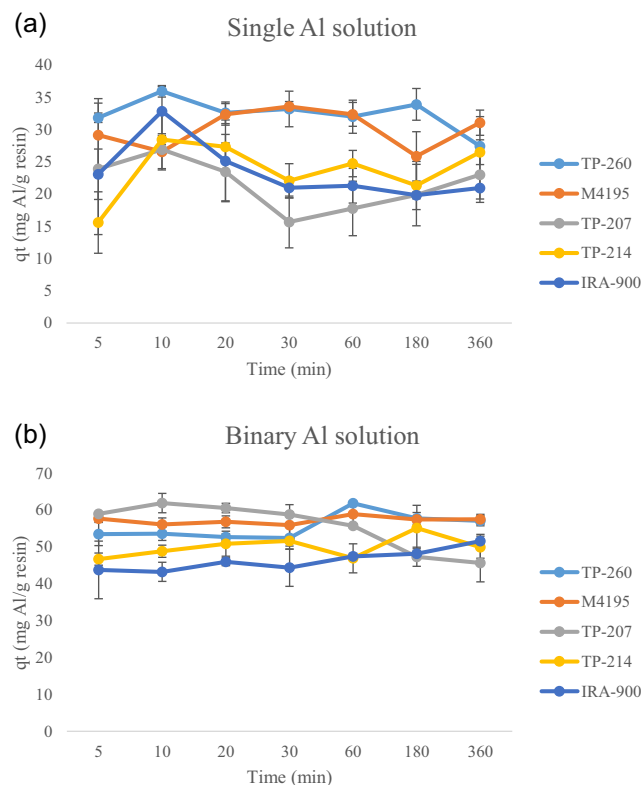 (a)
Single Al solution
40
35
30
25
20
15
10
5
0
qt (mg Al/g resin)
5 10 20 30 60 180 360
Time (min)
TP-260
M4195
TP-207
TP-214
IRA-900
(b)
Binary Al solution
70
60
50
40
30
20
10
0
qt (mg Al/g resin)
5 10 20 30 60 180 360
Time (min)
TP-260
M4195
TP-207
TP-214
IRA-900